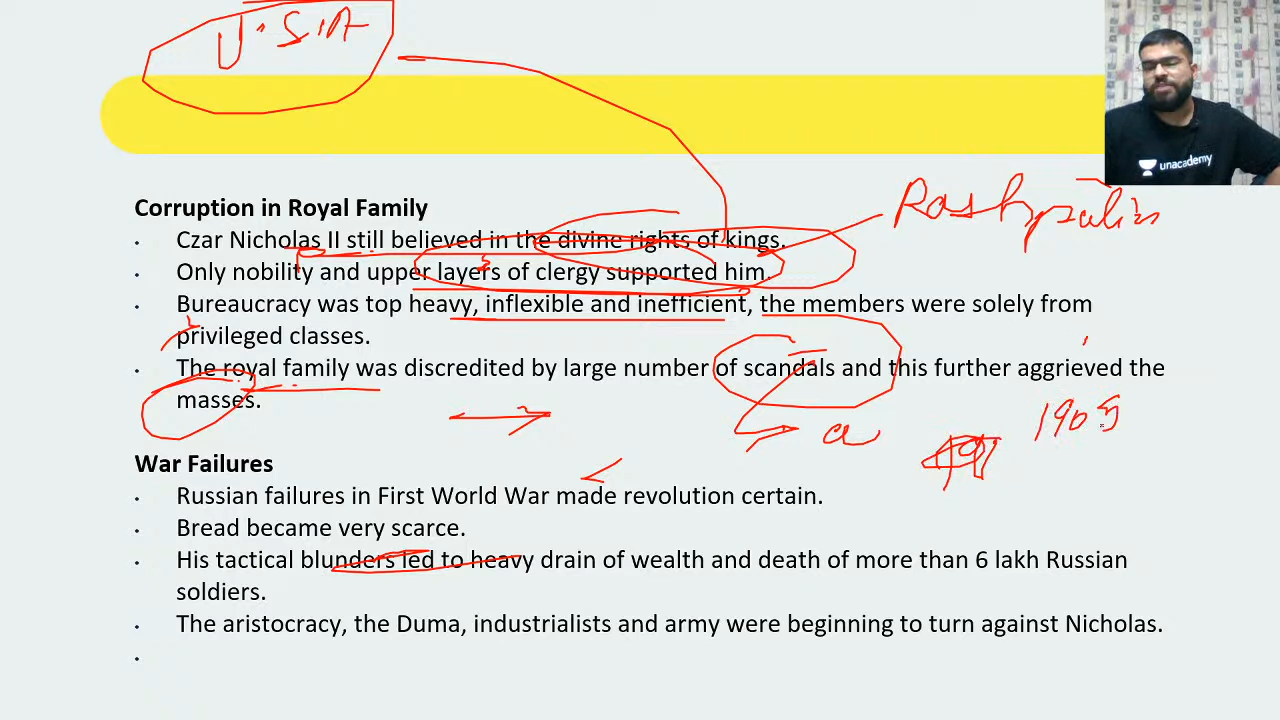 U.S.A
unacademy
Corruption in Royal Family
• Czar Nicholas II still believed in the divine rights of kings.
• Only nobility and upper layers of clergy supported him.
• Bureaucracy was top heavy, inflexible and inefficient, the members were solely from
privileged classes.
• The royal family was discredited by large number of scandals and this further aggrieved the
masses.
1905
War Failures
• Russian failures in First World War made revolution certain.
• Bread became very scarce.
• His tactical blunders led to heavy drain of wealth and death of more than 6 lakh Russian
soldiers.
• The aristocracy, the Duma, industrialists and army were beginning to turn against Nicholas.
•